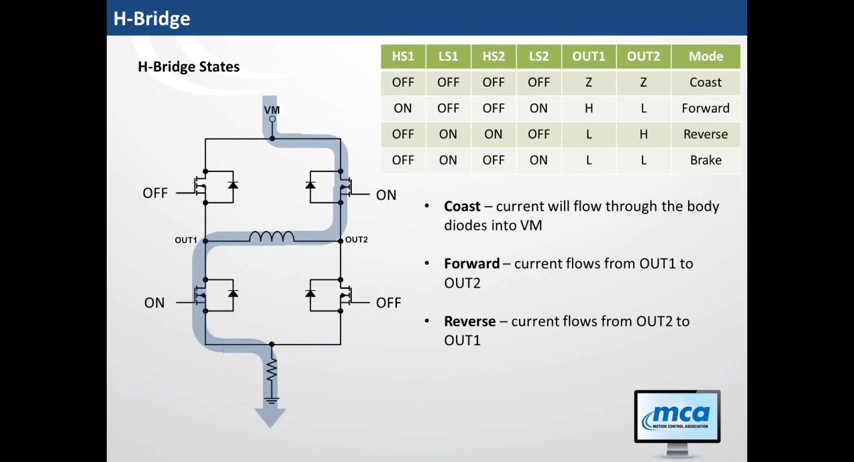 H-Bridge
H-Bridge States
HS1 LS1 HS2 LS2 OUT1 OUT2 Mode
OFF OFF OFF OFF Z Z Coast
ON OFF OFF ON H L Forward
OFF ON ON OFF L H Reverse
OFF ON OFF ON L L Brake
VM
OFF
ON
OUT1
OUT2
ON
OFF
• Coast – current will flow through the body
diodes into VM
• Forward – current flows from OUT1 to
OUT2
• Reverse – current flows from OUT2 to
OUT1
mca
MOTION CONTROL ASSOCIATION